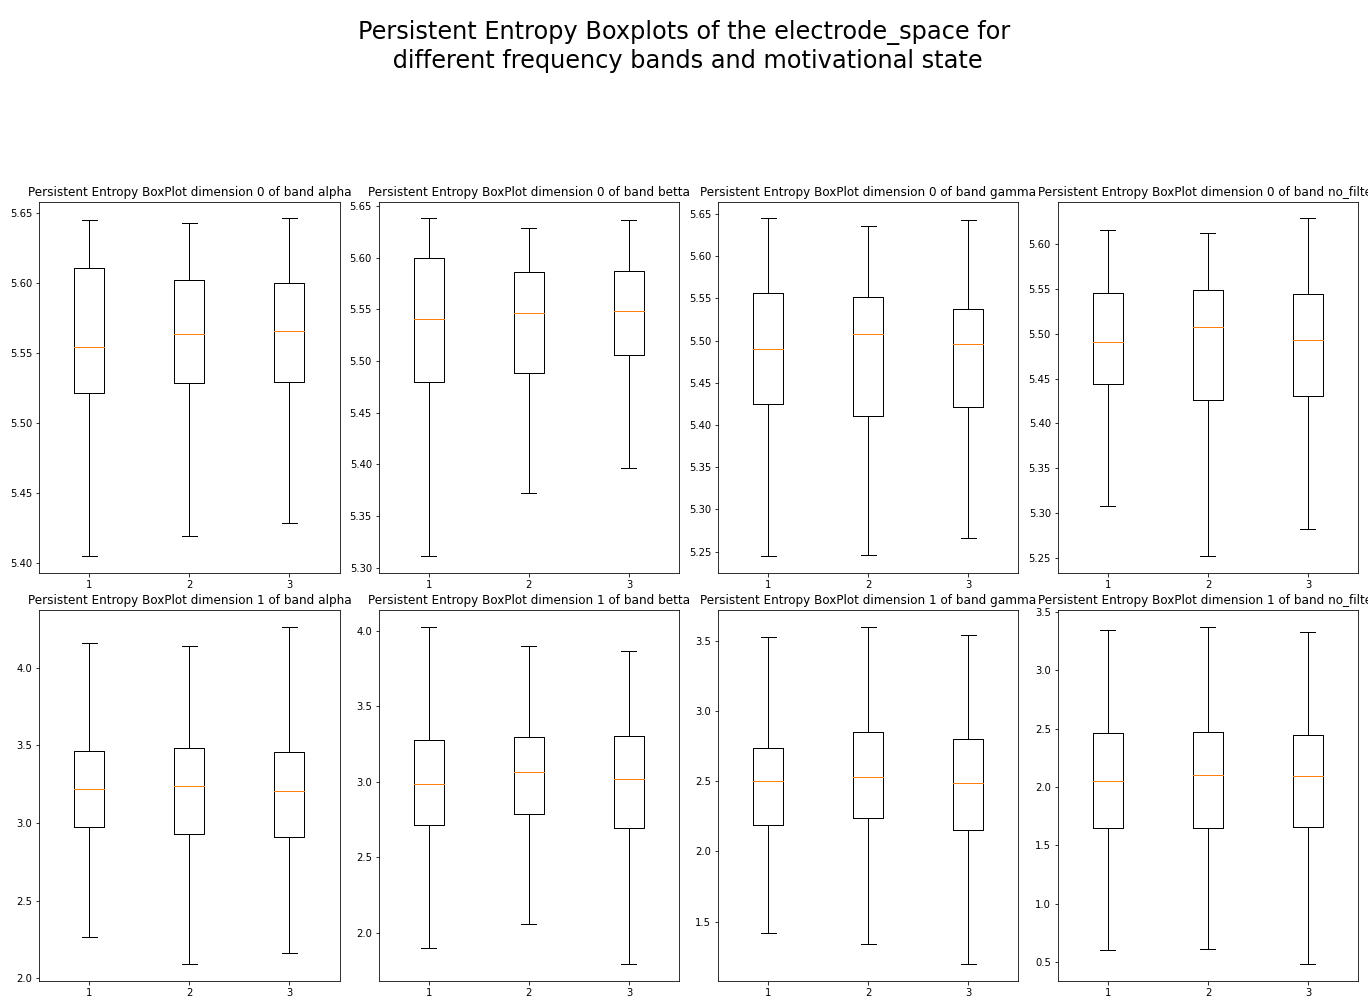 Persistent Entropy Boxplots of the electrode_space for
different frequency bands and motivational state
Persistent Entropy BoxPlot dimension 0 of band alpha
5.65
5.60
5.55
5.50
5.45
5.40
1 2 3
Persistent Entropy BoxPlot dimension 0 of band betta
5.65
5.60
5.55
5.50
5.45
5.40
5.35
5.30
1 2 3
Persistent Entropy BoxPlot dimension 0 of band gamma
5.65
5.60
5.55
5.50
5.45
5.40
5.35
5.30
5.25
1 2 3
Persistent Entropy BoxPlot dimension 0 of band no_filte
5.60
5.55
5.50
5.45
5.40
5.35
5.30
5.25
1 2 3
Persistent Entropy BoxPlot dimension 1 of band alpha
4.0
3.5
3.0
2.5
2.0
1 2 3
Persistent Entropy BoxPlot dimension 1 of band betta
4.0
3.5
3.0
2.5
2.0
1 2 3
Persistent Entropy BoxPlot dimension 1 of band gamma
3.5
3.0
2.5
2.0
1.5
1 2 3
Persistent Entropy BoxPlot dimension 1 of band no_filte
3.5
3.0
2.5
2.0
1.5
1.0
0.5
1 2 3